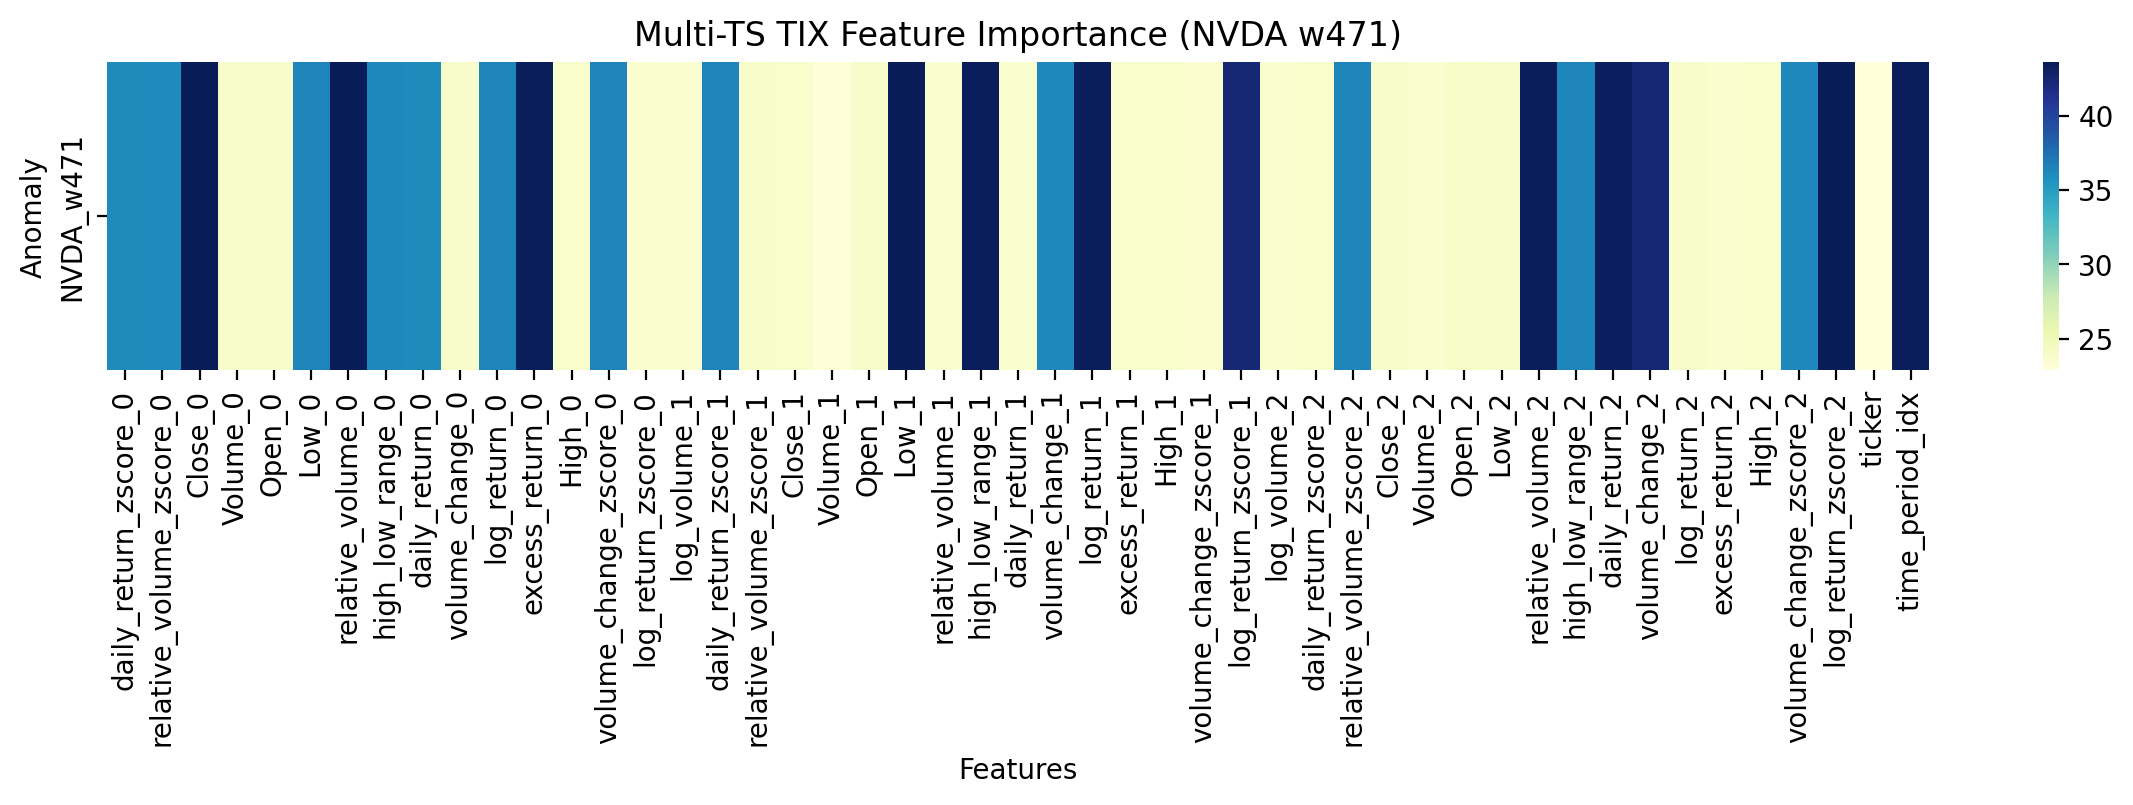 Multi-TS TIX Feature Importance (NVDA w471)
Anomaly
NVDA_w471
40
35
30
25
daily_return_zscore_0
relative_volume_zscore_0
Close_0
Volume_0
Open_0
Low_0
relative_volume_0
high_low_range_0
daily_return_0
volume_change_0
log_return_0
excess_return_0
High_0
volume_change_zscore_0
log_return_zscore_0
log_volume_1
daily_return_zscore_1
relative_volume_zscore_1
Close_1
Volume_1
Open_1
Low_1
relative_volume_1
high_low_range_1
daily_return_1
volume_change_1
log_return_1
excess_return_1
High_1
volume_change_zscore_1
log_return_zscore_1
log_volume_2
daily_return_zscore_2
relative_volume_zscore_2
Close_2
Volume_2
Open_2
Low_2
relative_volume_2
high_low_range_2
daily_return_2
volume_change_2
log_return_2
excess_return_2
High_2
volume_change_zscore_2
log_return_zscore_2
ticker
time_period_idx
Features